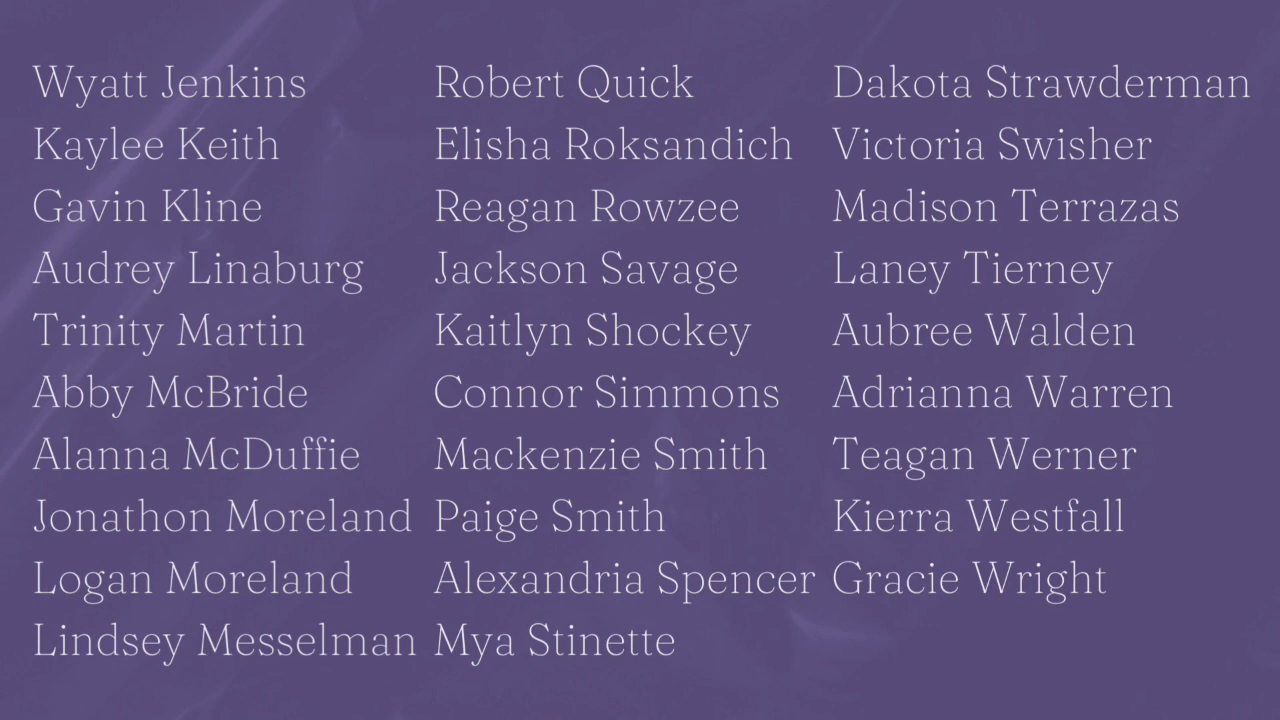 Wyatt Jenkins
Kaylee Keith
Gavin Kline
Audrey Linaburg
Trinity Martin
Abby McBride
Alanna McDuffie
Jonathon Moreland
Logan Moreland
Lindsey Messelman
Robert Quick
Elisha Roksandich
Reagan Rowzee
Jackson Savage
Kaitlyn Shockey
Connor Simmons
Mackenzie Smith
Paige Smith
Alexandria Spencer
Mya Stinette
Dakota Strawderman
Victoria Swisher
Madison Terrazas
Laney Tierney
Aubree Walden
Adrianna Warren
Teagan Werner
Kierra Westfall
Gracie Wright